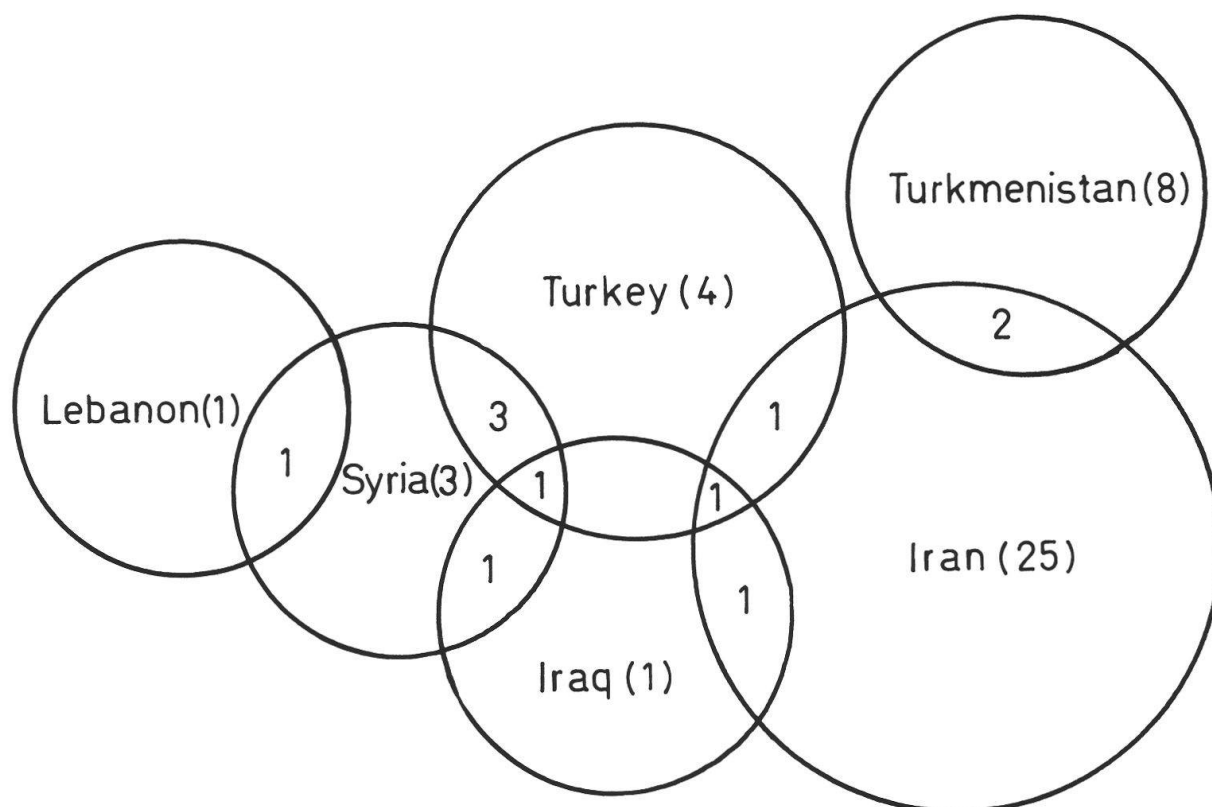 Turkmenistan(8)
Turkey (4)
2
Lebanon(1)
3
1
1
Syria(3)
1
1
1
Iran (25)
1
1
Iraq (1)